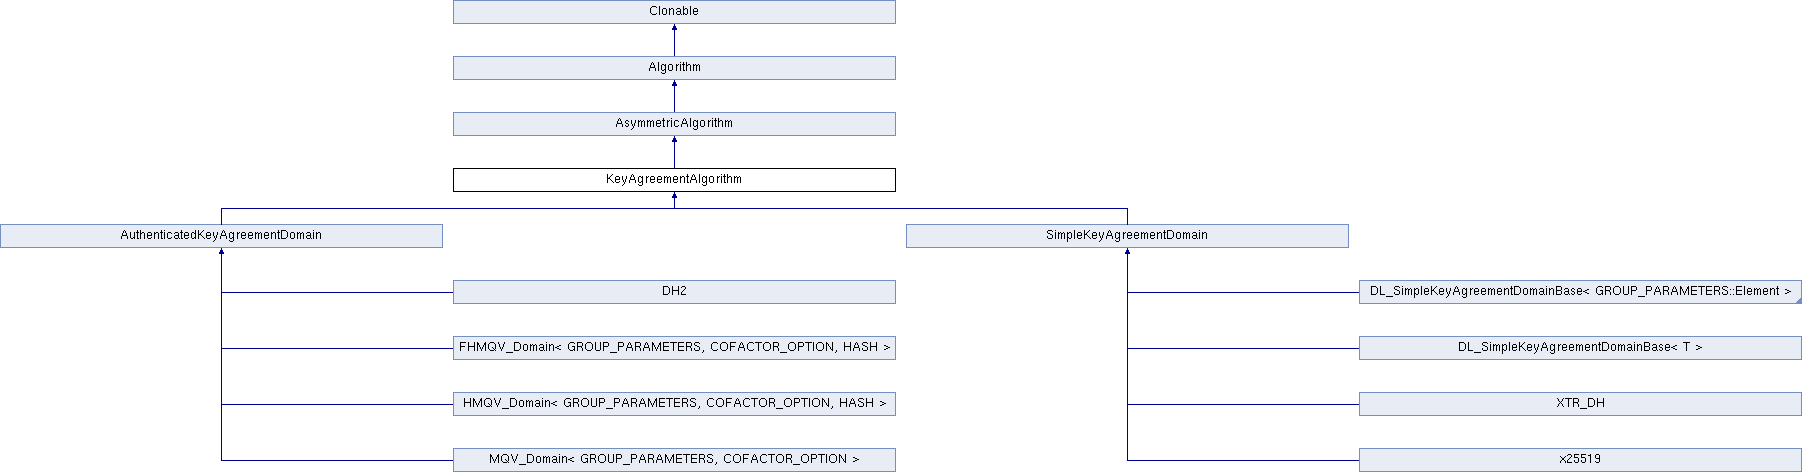 Clonable
Algorithm
AsymmetricAlgorithm
KeyAgreementAlgorithm
AuthenticatedKeyAgreementDomain
SimpleKeyAgreementDomain
DH2
DL_SimpleKeyAgreementDomainBase< GROUP_PARAMETERS::Element >
FHMQV_Domain< GROUP_PARAMETERS, COFACTOR_OPTION, HASH >
DL_SimpleKeyAgreementDomainBase< T >
HMQV_Domain< GROUP_PARAMETERS, COFACTOR_OPTION, HASH >
XTR_DH
MQV_Domain< GROUP_PARAMETERS, COFACTOR_OPTION >
x25519